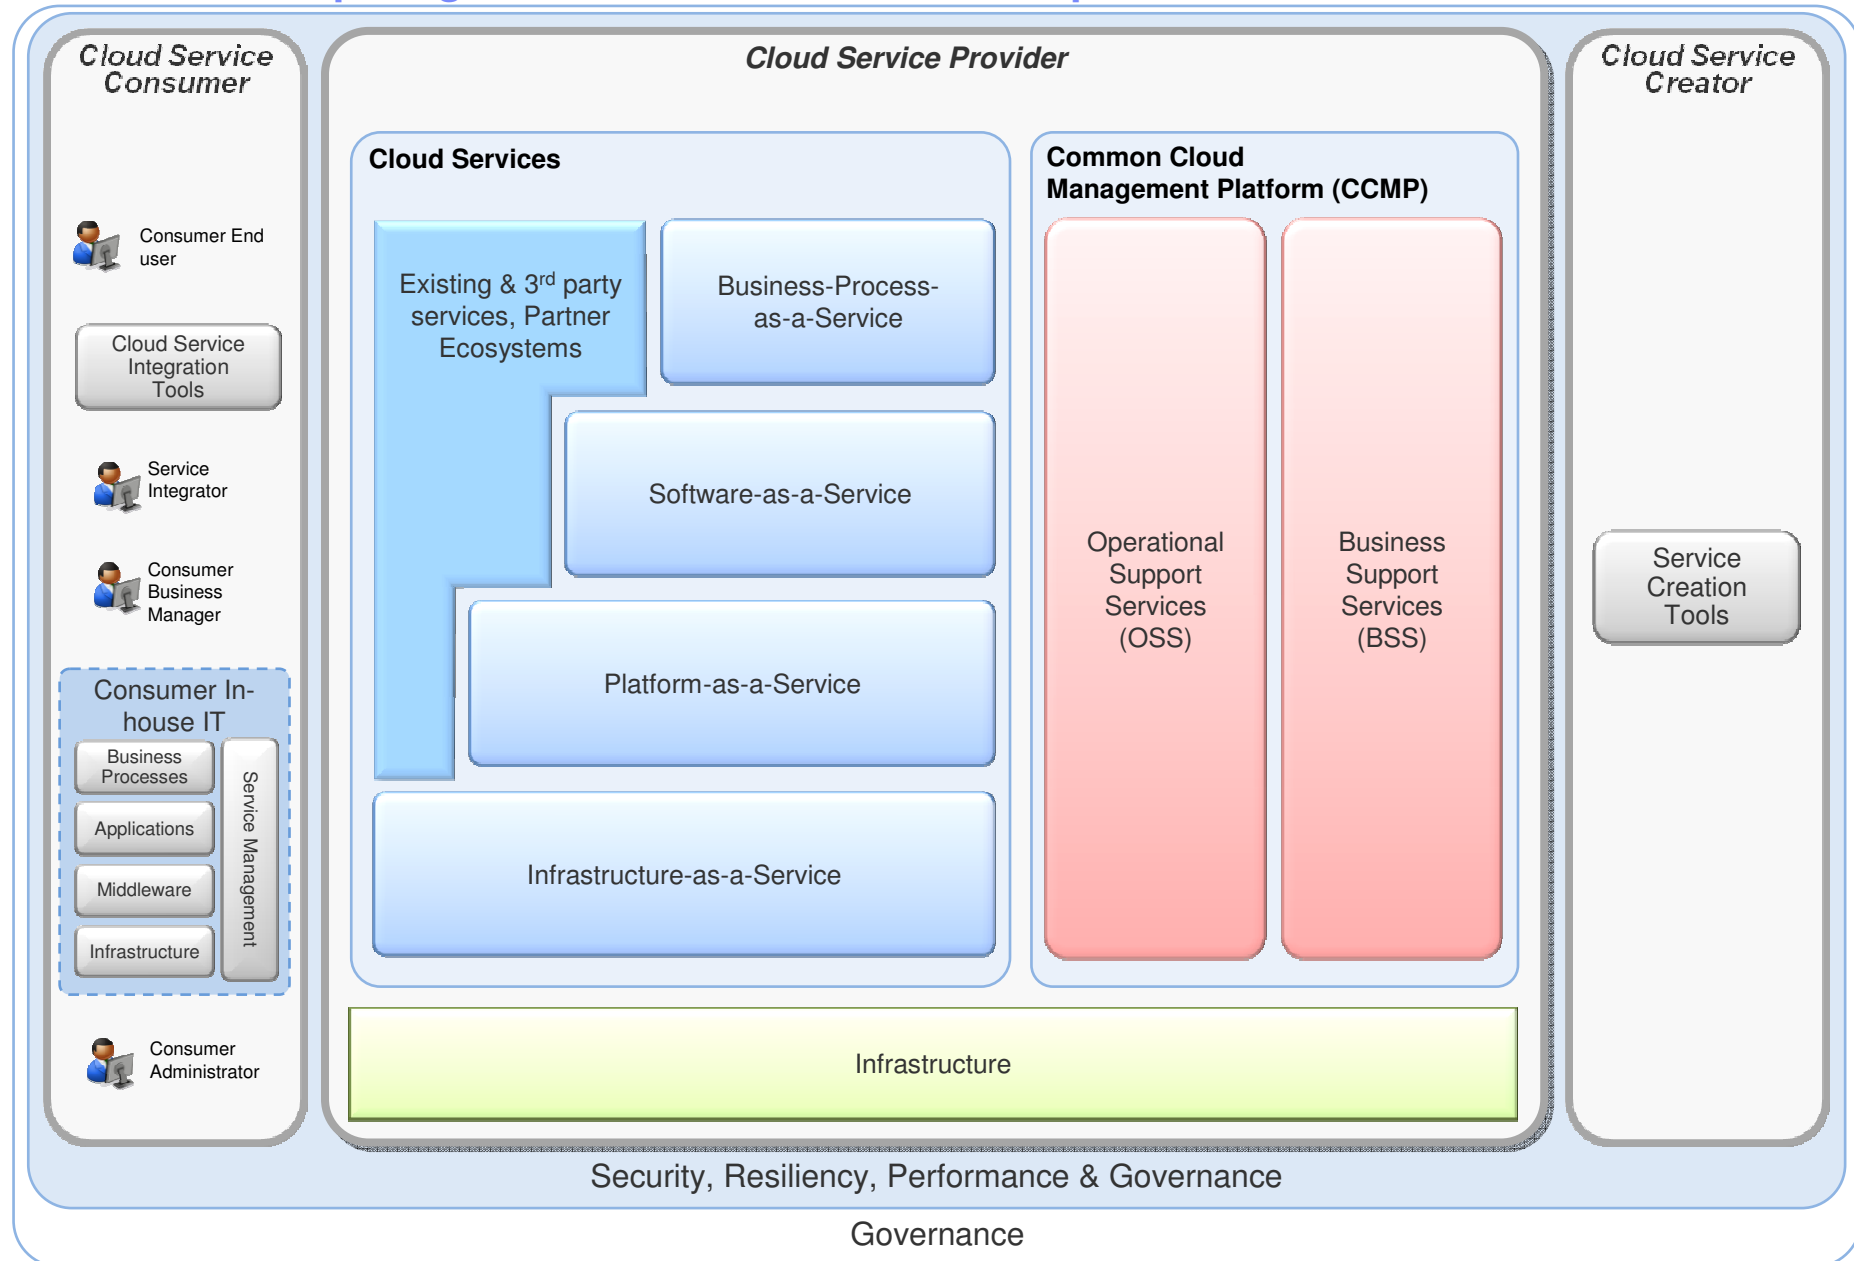 Cloud Service
Consumer
Consumer End
user
Cloud Service
Integration
Tools
Service
Integrator
Consumer
Business
Manager
Consumer In-
house IT
Business
Processes
Applications
Middleware
Infrastructure
Service Management
Consumer
Administrator
Cloud Service Provider
Cloud Services
Existing & 3rd party
services, Partner
Ecosystems
Business-Process-
as-a-Service
Software-as-a-Service
Platform-as-a-Service
Infrastructure-as-a-Service
Common Cloud
Management Platform (CCMP)
Operational
Support
Services
(OSS)
Business
Support
Services
(BSS)
Infrastructure
Cloud Service
Creator
Service
Creation
Tools
Security, Resiliency, Performance & Governance
Governance